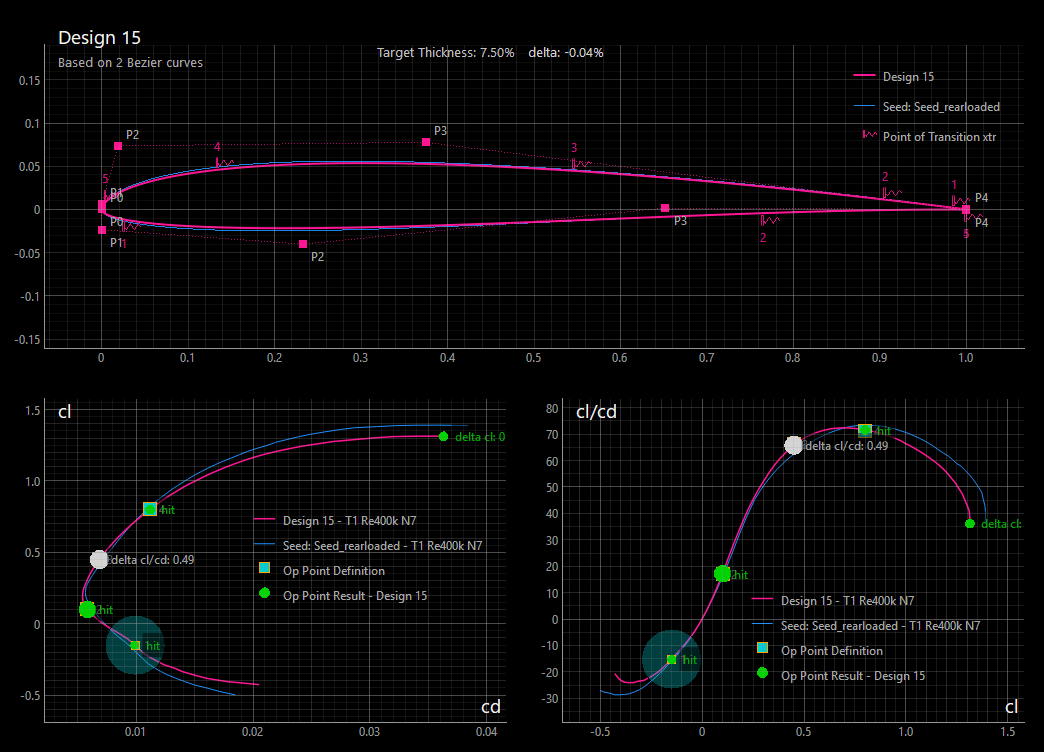 Design 15
Based on 2 Bezier curves
Target Thickness: 7.50% delta: -0.04%
Design 15
Seed: Seed_rearloaded
Point of Transition xtr
0.15
0.1
0.05
0
-0.05
-0.1
-0.15
P2
P3
4
3
5
2
1
P1
P0
P4
P0
P1
1
P2
P3
2
P4
5
0
0.1
0.2
0.3
0.4
0.5
0.6
0.7
0.8
0.9
1.0
cl
1.5
1.0
0.5
0
-0.5
delta cl: 0
hit
delta cl/cd: 0.49
hit
hit
Design 15 - T1 Re400k N7
Seed: Seed_rearloaded - T1 Re400k N7
Op Point Definition
Op Point Result - Design 15
cd
0.01
0.02
0.03
0.04
cl/cd
80
70
60
50
40
30
20
10
0
-10
-20
-30
hit
delta cl/cd: 0.49
delta cl:
hit
hit
Design 15 - T1 Re400k N7
Seed: Seed_rearloaded - T1 Re400k N7
Op Point Definition
Op Point Result - Design 15
cl
-0.5
0
0.5
1.0
1.5